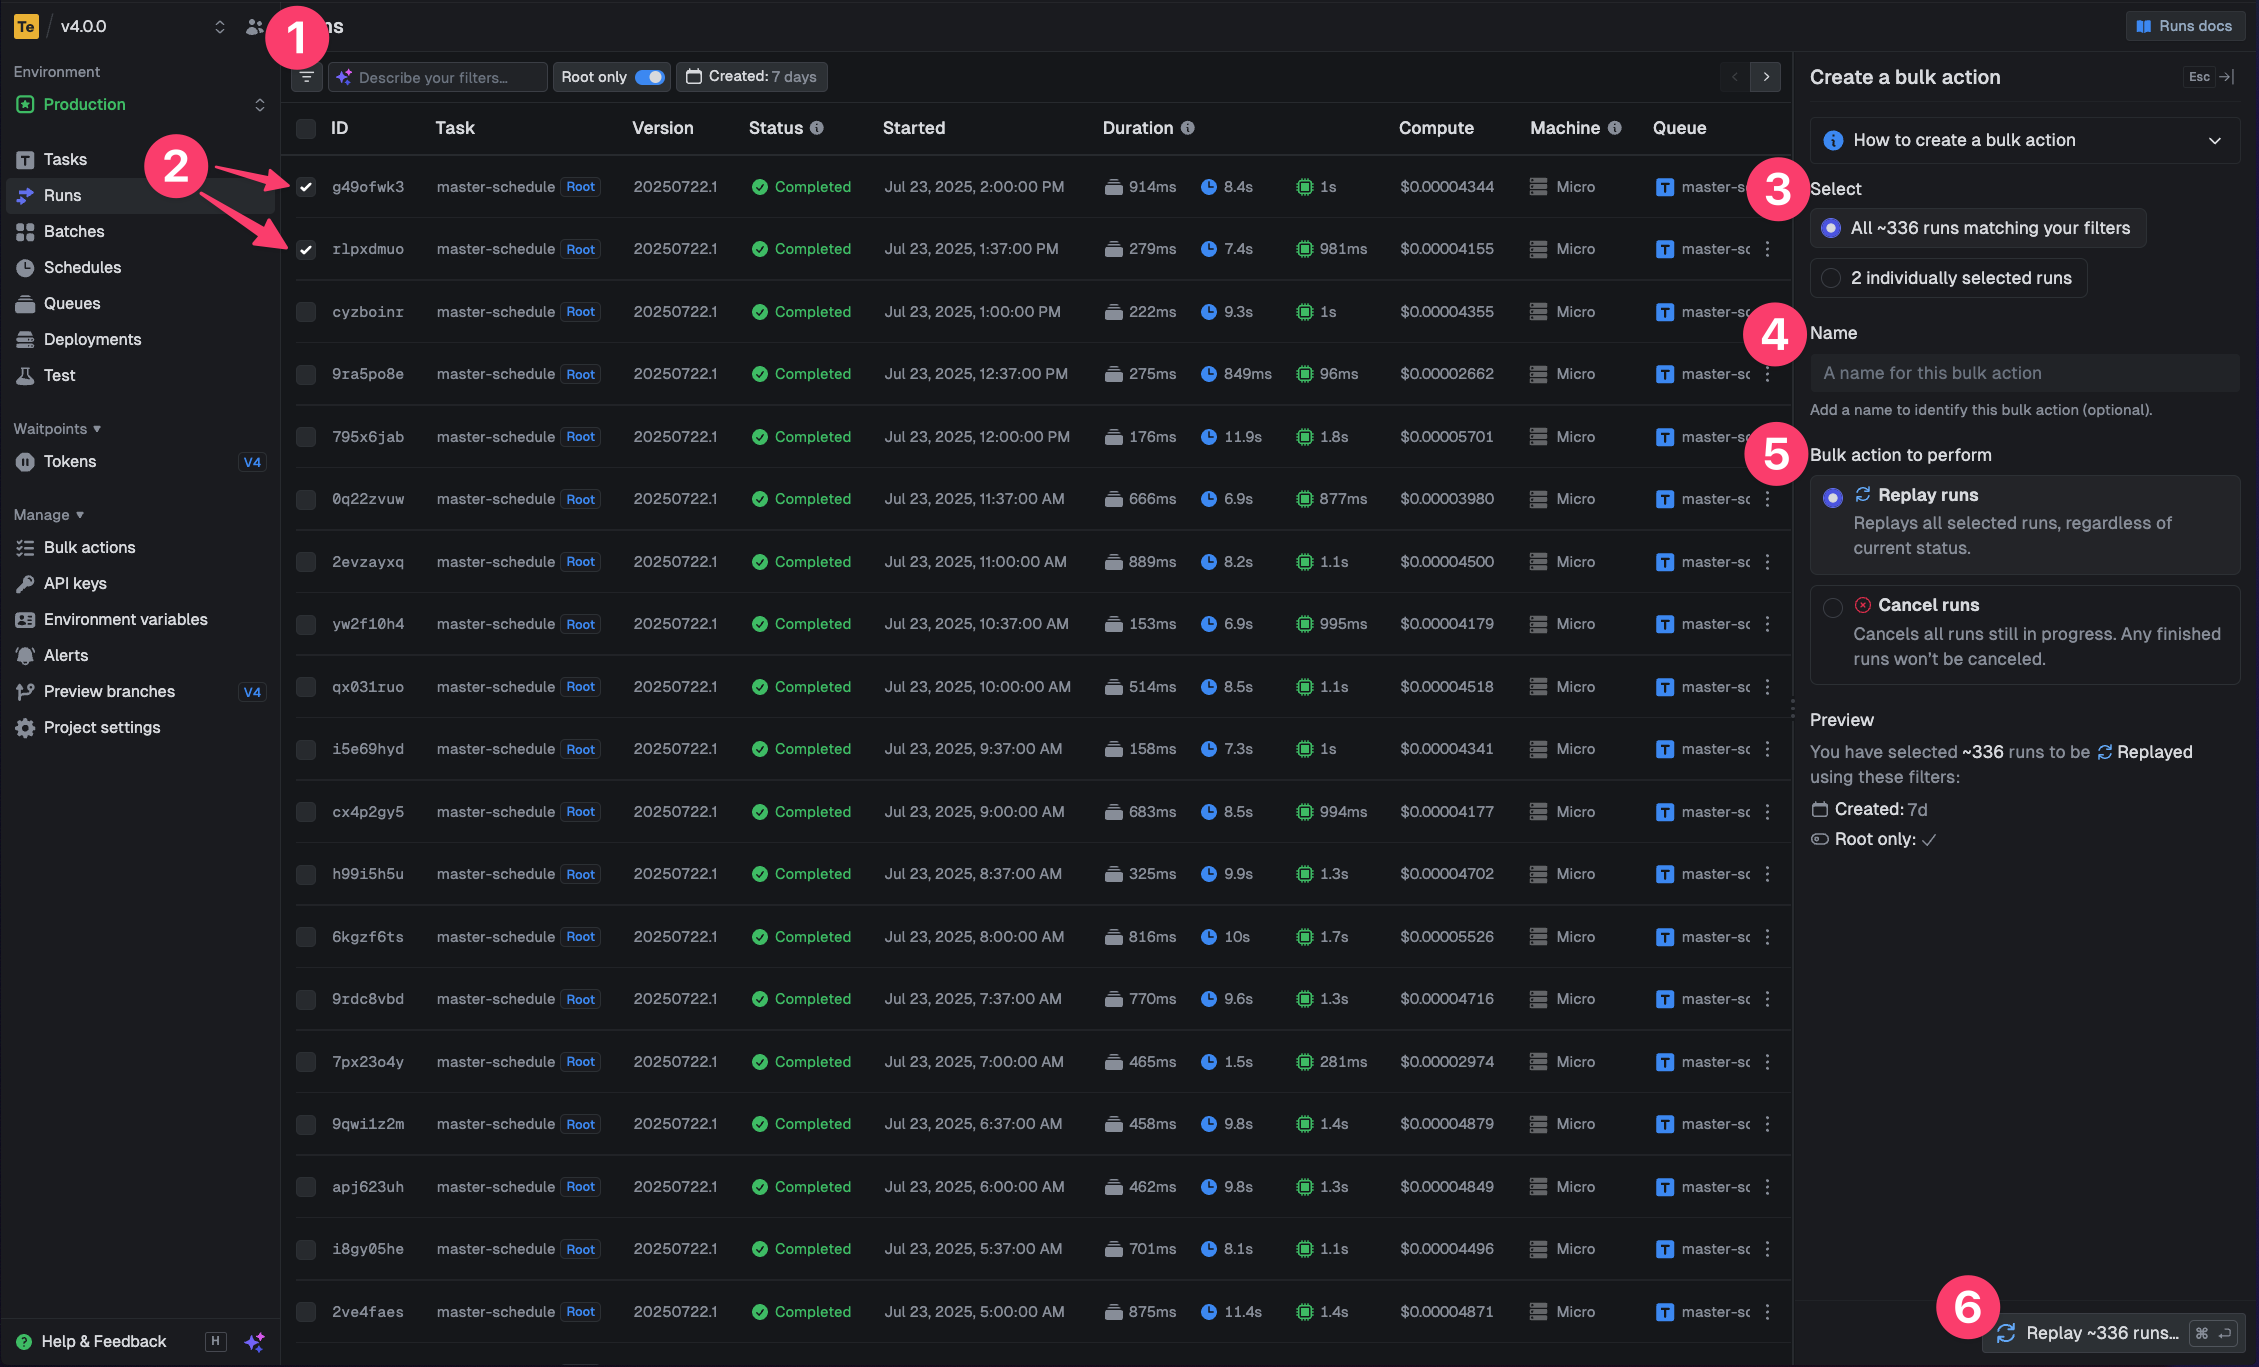 Te / v4.0.0
1
ns
Runs docs
Environment
Production
Tasks
2
Runs
Batches
Schedules
Queues
Deployments
Test
Waitpoints
Tokens V4
Manage
Bulk actions
API keys
Environment variables
Alerts
Preview branches V4
Project settings
Help & Feedback H
Describe your filters... Root only Created: 7 days
ID Task Version Status Started Duration Compute Machine Queue
g49ofwk3 master-schedule Root 20250722.1 Completed Jul 23, 2025, 2:00:00 PM 914ms 8.4s 1s $0.00004344 Micro T master-s
rlpxdmuo master-schedule Root 20250722.1 Completed Jul 23, 2025, 1:37:00 PM 279ms 7.4s 981ms $0.00004155 Micro T master-sc
cyzboinr master-schedule Root 20250722.1 Completed Jul 23, 2025, 1:00:00 PM 222ms 9.3s 1s $0.00004355 Micro T master-s
9ra5po8e master-schedule Root 20250722.1 Completed Jul 23, 2025, 12:37:00 PM 275ms 849ms 96ms $0.00002662 Micro T master-sc
795x6jab master-schedule Root 20250722.1 Completed Jul 23, 2025, 12:00:00 PM 176ms 11.9s 1.8s $0.00005701 Micro T master-s
0q22zvuw master-schedule Root 20250722.1 Completed Jul 23, 2025, 11:37:00 AM 666ms 6.9s 877ms $0.00003980 Micro T master-sc
2evzayxq master-schedule Root 20250722.1 Completed Jul 23, 2025, 11:00:00 AM 889ms 8.2s 1.1s $0.00004500 Micro T master-sc
yw2f10h4 master-schedule Root 20250722.1 Completed Jul 23, 2025, 10:37:00 AM 153ms 6.9s 995ms $0.00004179 Micro T master-sc
qx031ruo master-schedule Root 20250722.1 Completed Jul 23, 2025, 10:00:00 AM 514ms 8.5s 1.1s $0.00004518 Micro T master-sc
i5e69hyd master-schedule Root 20250722.1 Completed Jul 23, 2025, 9:37:00 AM 158ms 7.3s 1s $0.00004341 Micro T master-sc
cx4p2gy5 master-schedule Root 20250722.1 Completed Jul 23, 2025, 9:00:00 AM 683ms 8.5s 994ms $0.00004177 Micro T master-sc
h99i5h5u master-schedule Root 20250722.1 Completed Jul 23, 2025, 8:37:00 AM 325ms 9.9s 1.3s $0.00004702 Micro T master-sc
6kgzf6ts master-schedule Root 20250722.1 Completed Jul 23, 2025, 8:00:00 AM 816ms 10s 1.7s $0.00005526 Micro T master-sc
9rdc8vbd master-schedule Root 20250722.1 Completed Jul 23, 2025, 7:37:00 AM 770ms 9.6s 1.3s $0.00004716 Micro T master-sc
7px23o4y master-schedule Root 20250722.1 Completed Jul 23, 2025, 7:00:00 AM 465ms 1.5s 281ms $0.00002974 Micro T master-sc
9qwi1z2m master-schedule Root 20250722.1 Completed Jul 23, 2025, 6:37:00 AM 458ms 9.8s 1.4s $0.00004879 Micro T master-sc
apj623uh master-schedule Root 20250722.1 Completed Jul 23, 2025, 6:00:00 AM 462ms 9.8s 1.3s $0.00004849 Micro T master-sc
i8gy05he master-schedule Root 20250722.1 Completed Jul 23, 2025, 5:37:00 AM 701ms 8.1s 1.1s $0.00004496 Micro T master-sc
2ve4faes master-schedule Root 20250722.1 Completed Jul 23, 2025, 5:00:00 AM 875ms 11.4s 1.4s $0.00004871 Micro T master-sc
Create a bulk action Esc
How to create a bulk action
3 Select
All ~336 runs matching your filters
2 individually selected runs
4 Name
A name for this bulk action
Add a name to identify this bulk action (optional).
5 Bulk action to perform
Replay runs
Replays all selected runs, regardless of
current status.
Cancel runs
Cancels all runs still in progress. Any finished
runs won't be canceled.
Preview
You have selected ~336 runs to be Replayed
using these filters:
Created: 7d
Root only: ✓
6
Replay ~336 runs... ⌘